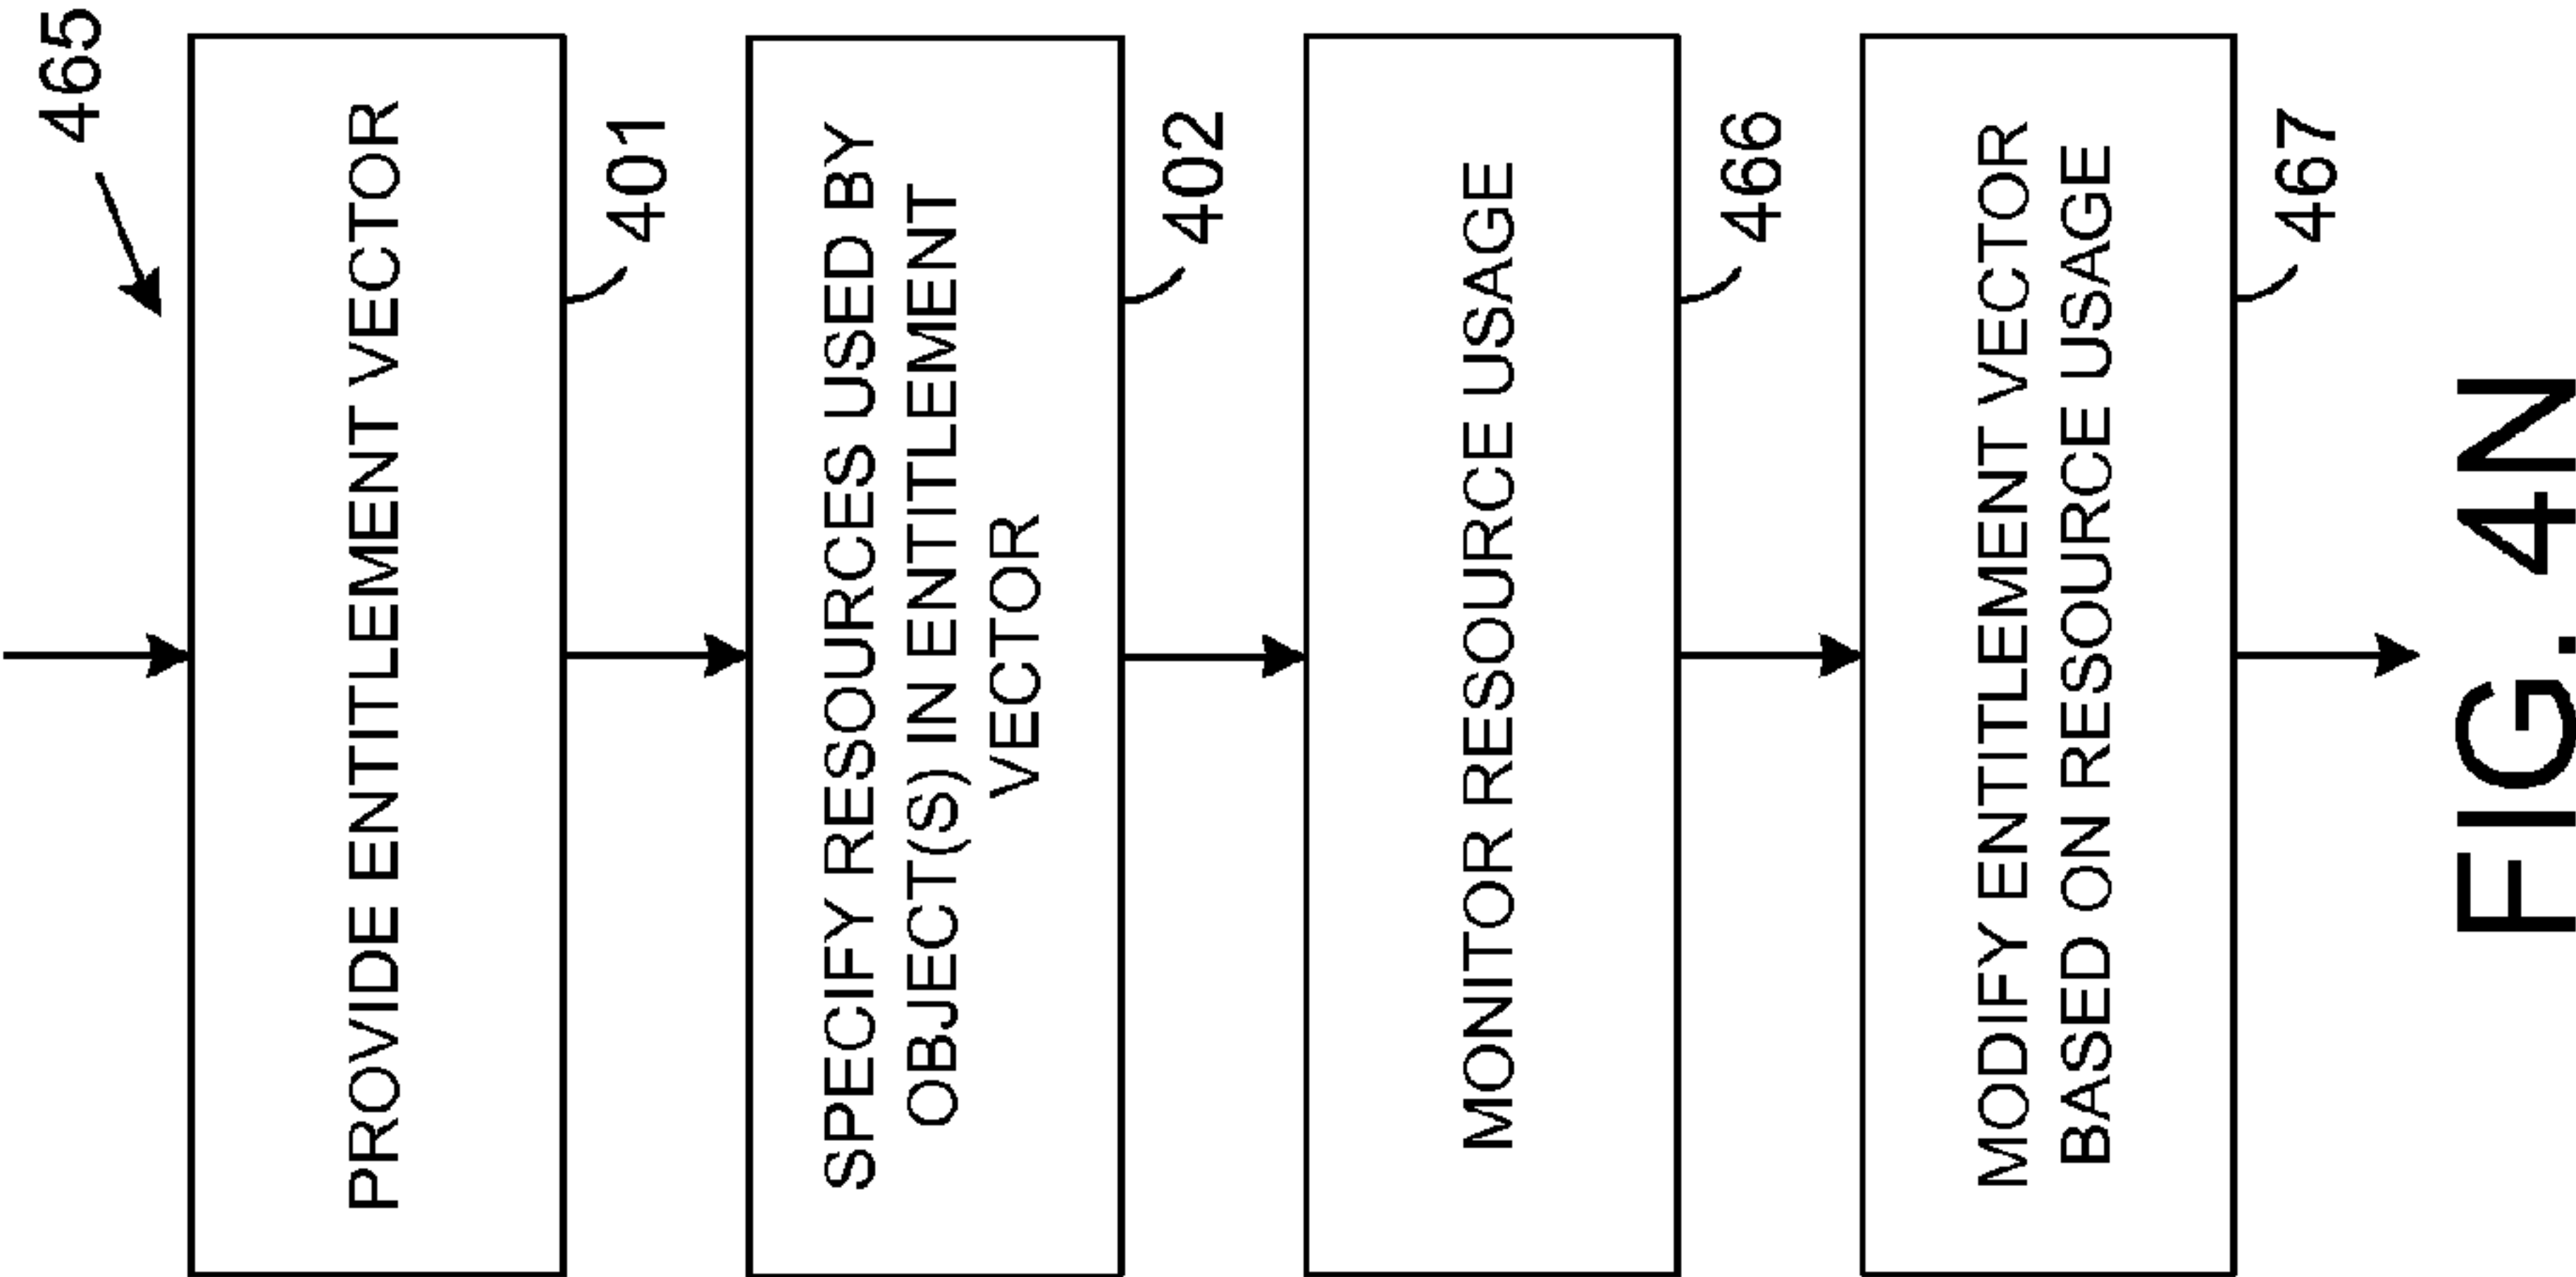 465
PROVIDE ENTITLEMENT VECTOR
401
SPECIFY RESOURCES USED BY
OBJECT(S) IN ENTITLEMENT
VECTOR
402
MONITOR RESOURCE USAGE
466
MODIFY ENTITLEMENT VECTOR
BASED ON RESOURCE USAGE
467
FIG. 4N